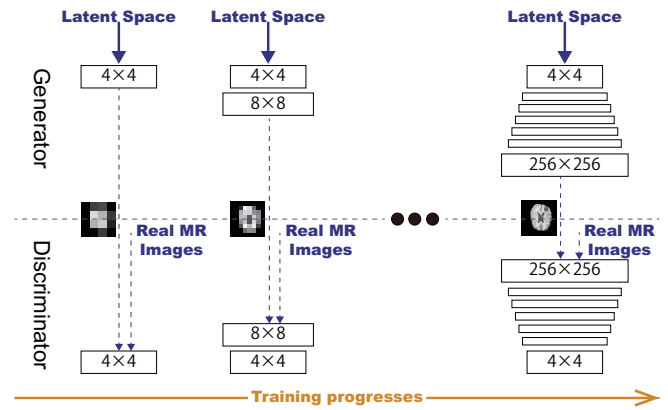 Latent Space
Latent Space
Latent Space
Generator
4×4
4×4
4×4
8×8
256×256
Real MR
Images
Real MR
Images
Real MR
Images
Discriminator
256×256
8×8
4×4
4×4
4×4
Training progresses